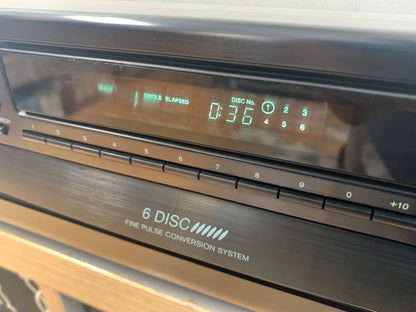 DISC No.
SINGLE ELAPSED
0:36
1 2 3
4 5 6
1 2 3 4 5 6 7 8 9 0 +10
6 DISC
FINE PULSE CONVERSION SYSTEM